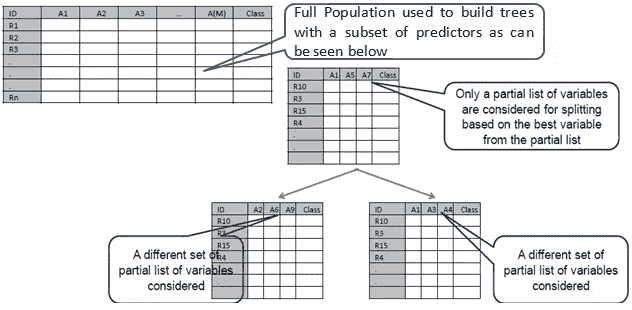 ID A1 A2 A3 ... A(M) Class
R1
R2
R3
.
.
.
Rn
Full Population used to build trees
with a subset of predictors as can
be seen below
ID A1 A5 A7 Class
R10
R3
R15
R4
.
.
Only a partial list of variables
are considered for splitting
based on the best variable
from the partial list
ID A2 A6 A9 Class
R10
R3
R15
R4
.
.
A different set of
partial list of variables
considered
ID A1 A3 A4 Class
R10
R3
R15
R4
.
.
A different set of
partial list of variables
considered